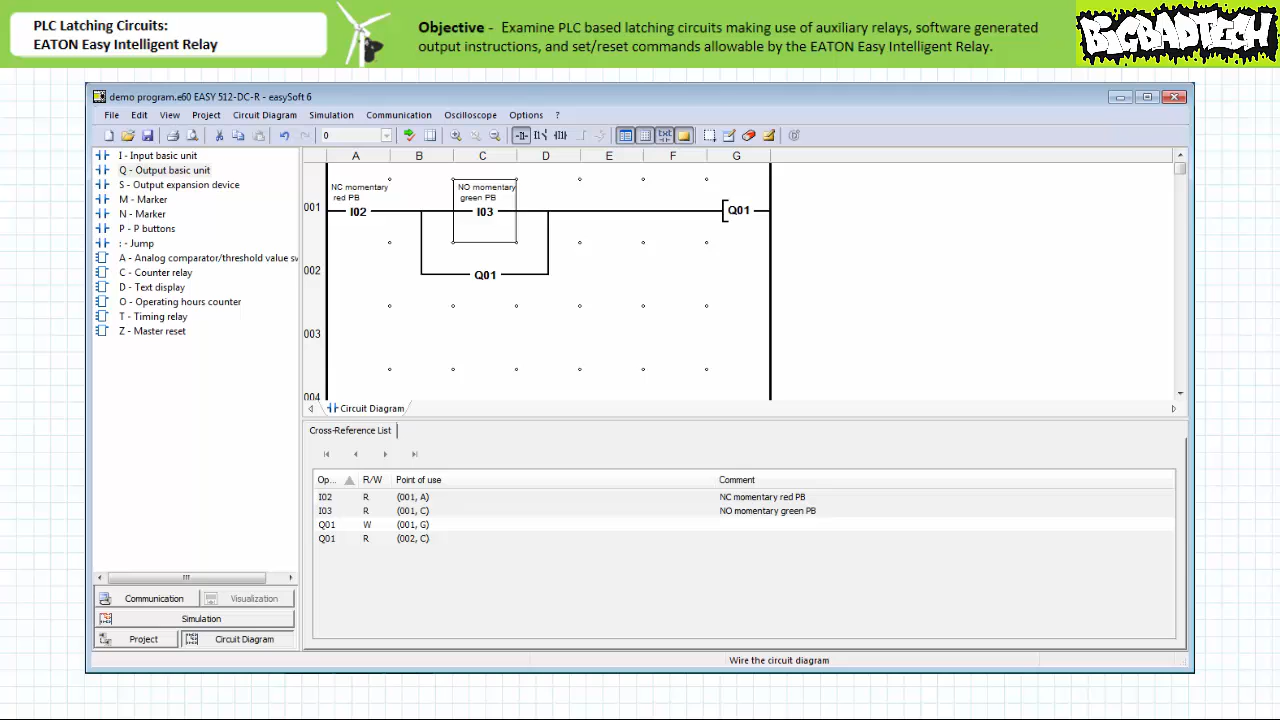 PLC Latching Circuits:
EATON Easy Intelligent Relay
Objective - Examine PLC based latching circuits making use of auxiliary relays, software generated
output instructions, and set/reset commands allowable by the EATON Easy Intelligent Relay.
BIGBADTECH
demo program.e60 EASY 512-DC-R - easySoft 6
File Edit View Project Circuit Diagram Simulation Communication Oscilloscope Options ?
0
I - Input basic unit
Q - Output basic unit
S - Output expansion device
M - Marker
N - Marker
P - P buttons
: - Jump
A - Analog comparator/threshold value sw
C - Counter relay
D - Text display
O - Operating hours counter
T - Timing relay
Z - Master reset
Communication Visualization
Simulation
Project Circuit Diagram
A B C D E F G
NC momentary NO momentary
red PB green PB
001 I02 I03 Q01
002 Q01
003
004
Circuit Diagram
Cross-Reference List
Op... R/W Point of use Comment
I02 R (001, A) NC momentary red PB
I03 R (001, C) NO momentary green PB
Q01 W (001, G)
Q01 R (002, C)
Wire the circuit diagram